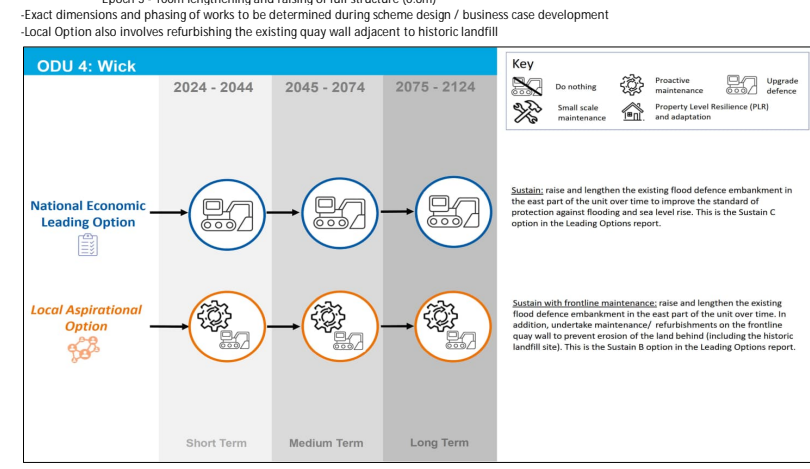 -Exact dimensions and phasing of works to be determined during scheme design / business case development
-Local Option also involves refurbishing the existing quay wall adjacent to historic landfill
ODU 4: Wick
2024 - 2044
2045 - 2074
2075 - 2124
Key
Do nothing
Proactive maintenance
Upgrade defence
Small scale maintenance
Property Level Resilience (PLR) and adaptation
National Economic
Leading Option
Sustain: raise and lengthen the existing flood defence embankment in
the east part of the unit over time to improve the standard of
protection against flooding and sea level rise. This is the Sustain C
option in the Leading Options report.
Local Aspirational
Option
Sustain with frontline maintenance: raise and lengthen the existing
flood defence embankment in the east part of the unit over time. In
addition, undertake maintenance/ refurbishments on the frontline
quay wall to prevent erosion of the land behind (including the historic
landfill site). This is the Sustain B option in the Leading Options report.
Short Term
Medium Term
Long Term